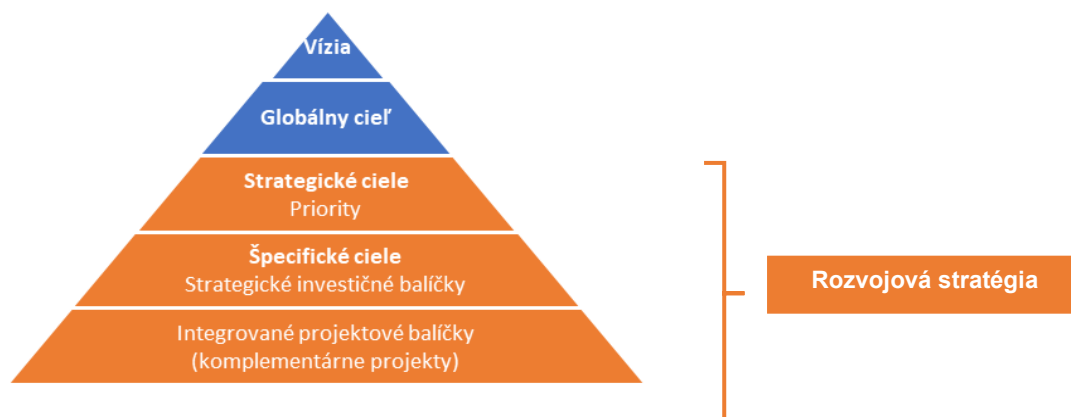 Vízia
Globálny cieľ
Strategické ciele
Priority
Špecifické ciele
Strategické investičné balíčky
Integrované projektové balíčky
(komplementárne projekty)
Rozvojová stratégia